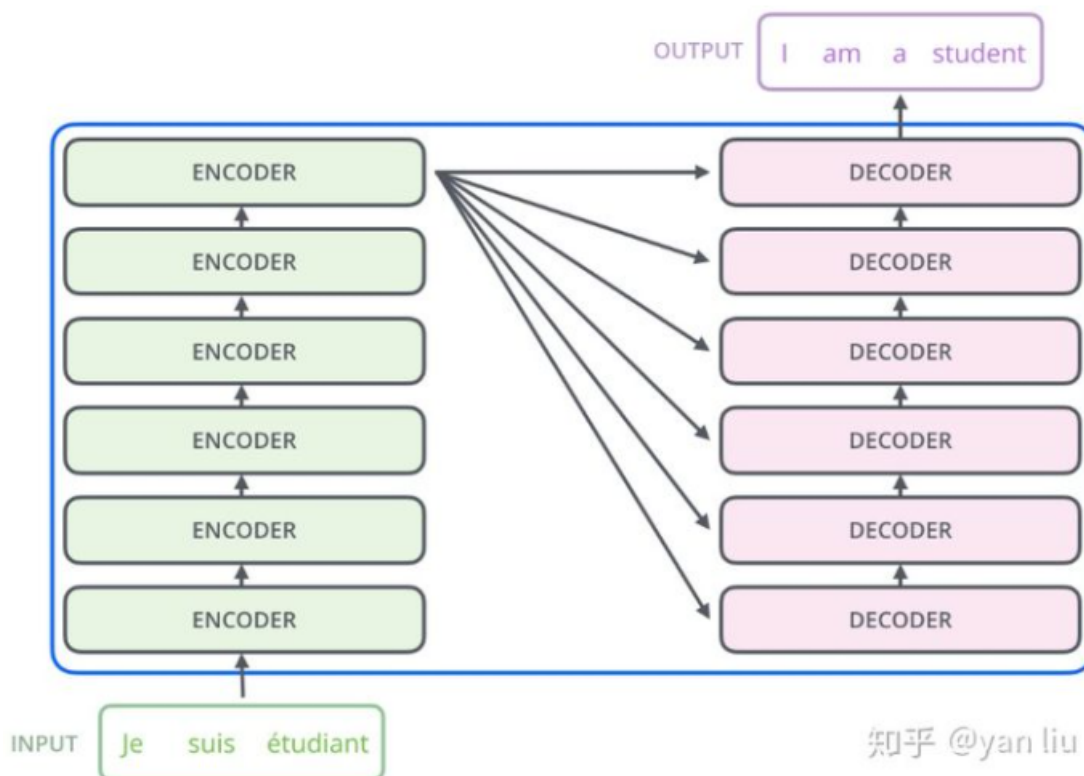 OUTPUT I am a student
ENCODER DECODER
ENCODER DECODER
ENCODER DECODER
ENCODER DECODER
ENCODER DECODER
ENCODER DECODER
INPUT Je suis étudiant
知乎 @yan liu